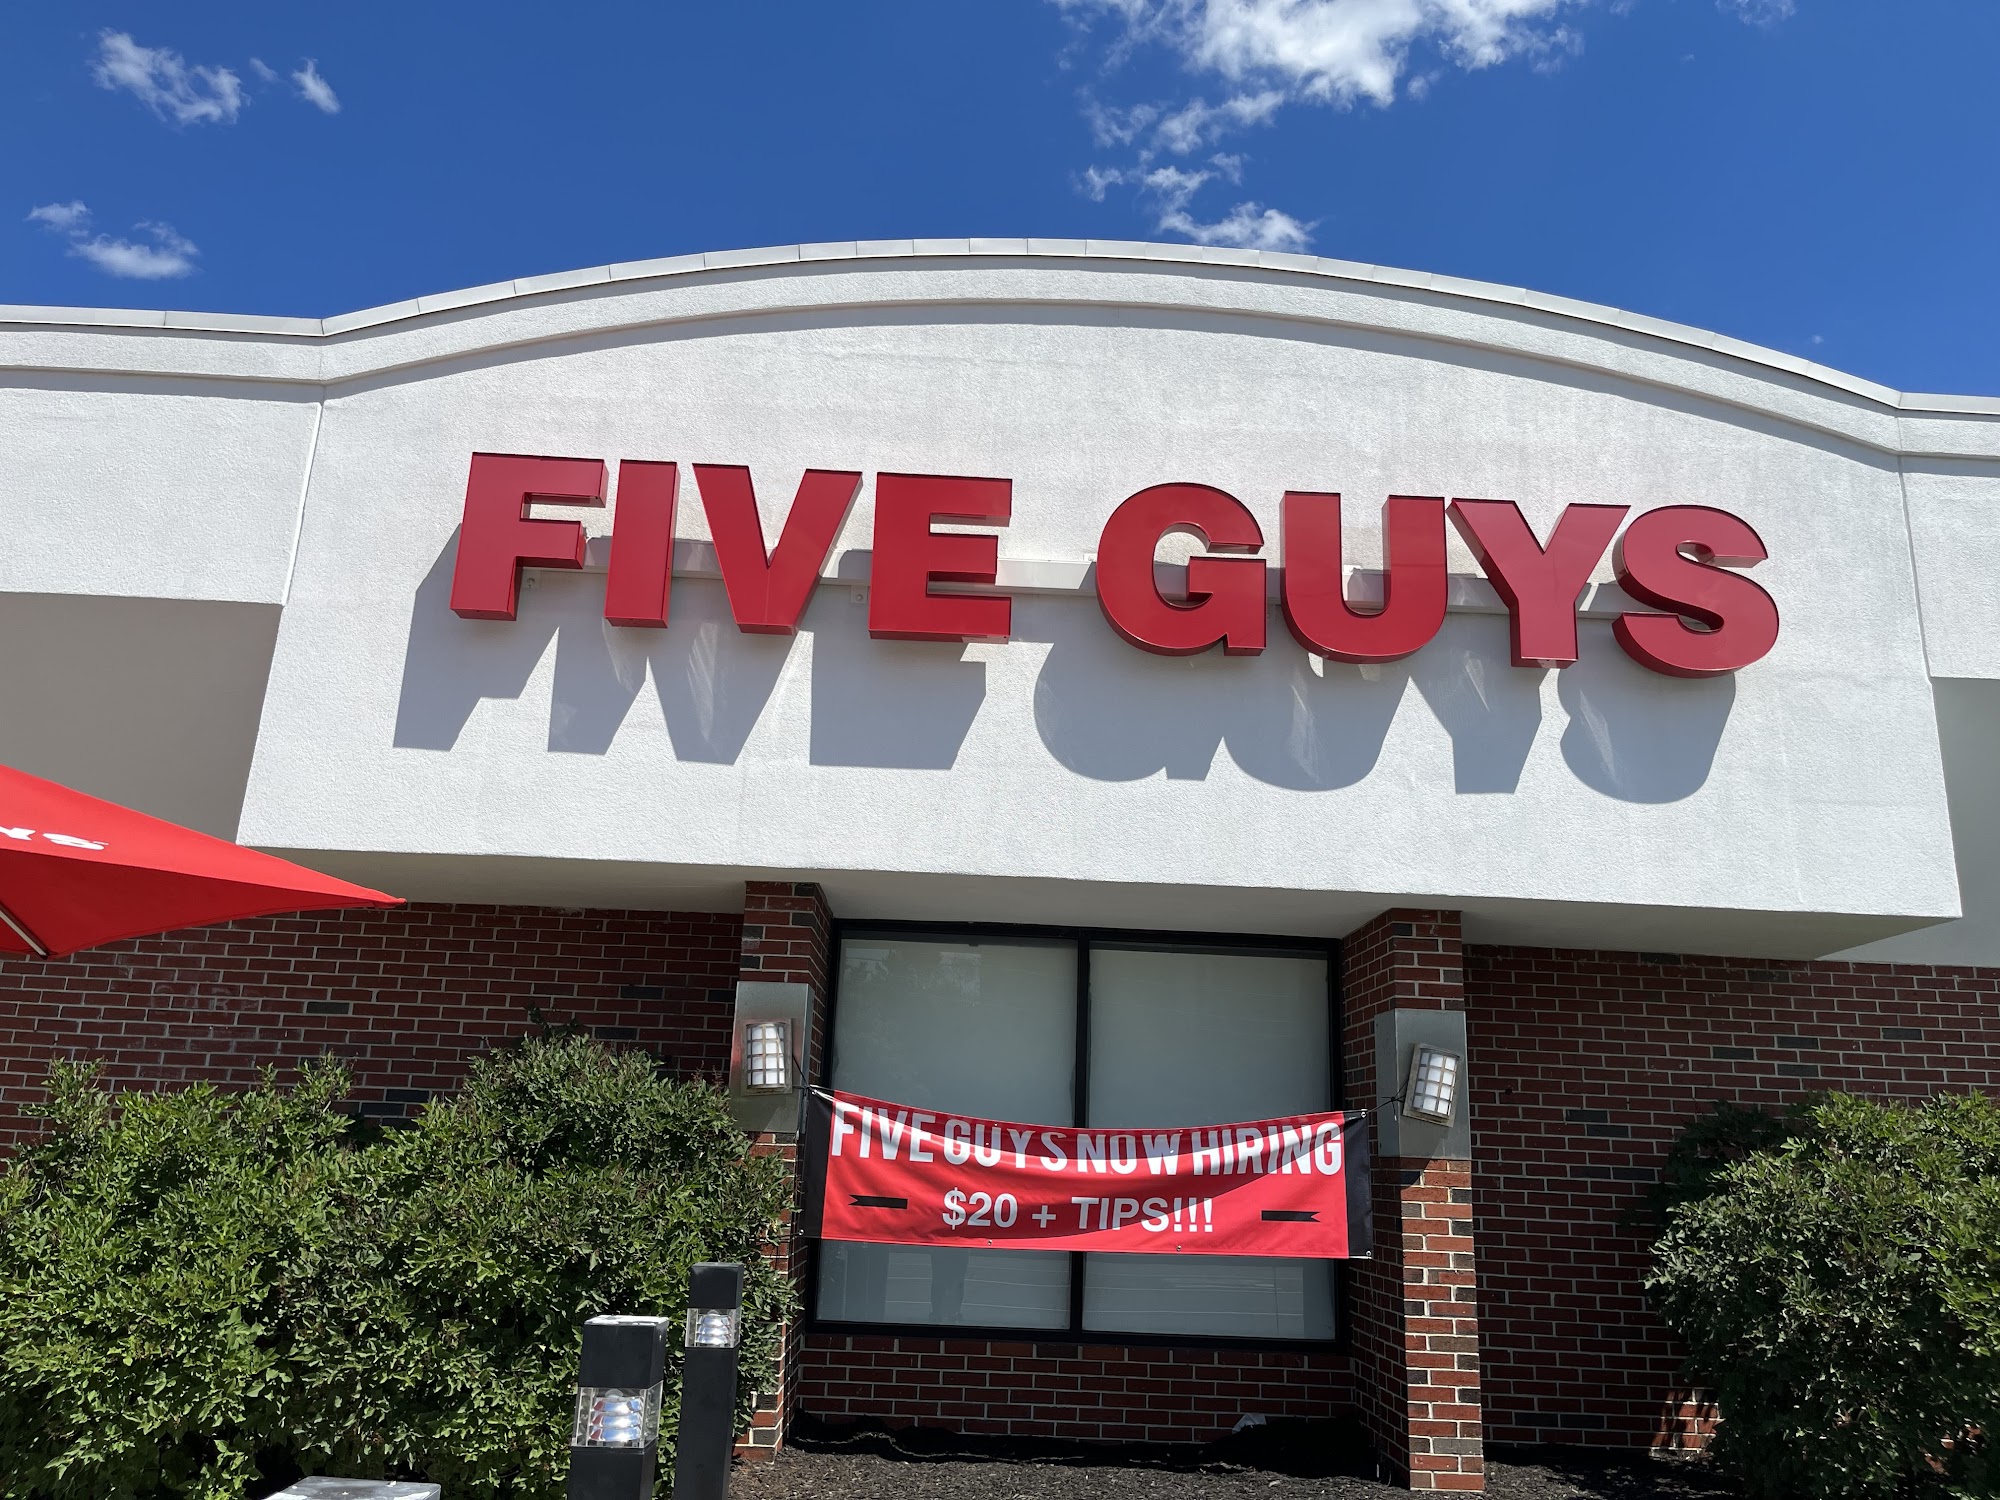 FIVE GUYS
FIVE GUYS NOW HIRING
$20 + TIPS!!!